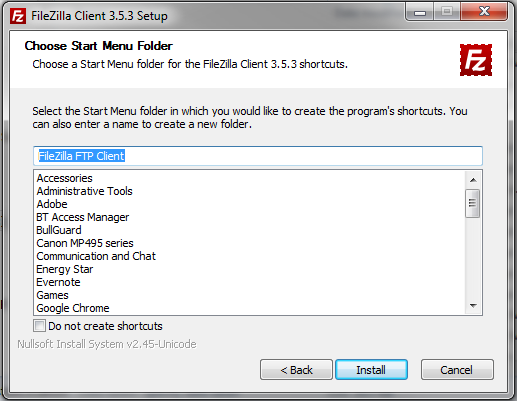 FileZilla Client 3.5.3 Setup
Choose Start Menu Folder
Choose a Start Menu folder for the FileZilla Client 3.5.3 shortcuts.
FZ
Select the Start Menu folder in which you would like to create the program's shortcuts. You
can also enter a name to create a new folder.
FileZilla FTP Client
Accessories
Administrative Tools
Adobe
BT Access Manager
BullGuard
Canon MP495 series
Communication and Chat
Energy Star
Evernote
Games
Google Chrome
Do not create shortcuts
Nullsoft Install System v2.45-Unicode
< Back
Install
Cancel